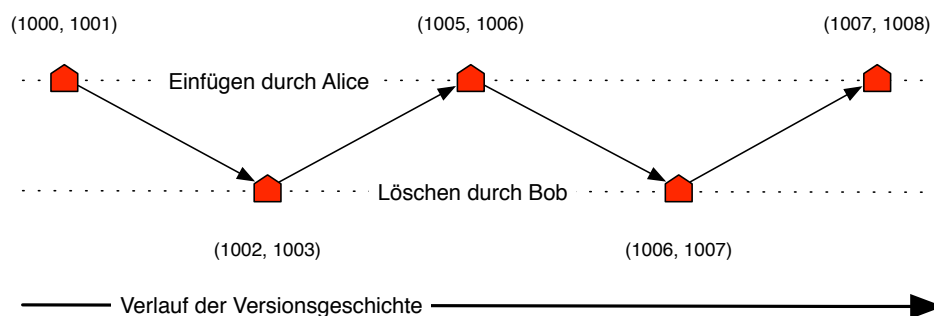 (1000, 1001)
(1005, 1006)
(1007, 1008)
Einfügen durch Alice
Löschen durch Bob
(1002, 1003)
(1006, 1007)
Verlauf der Versionsgeschichte